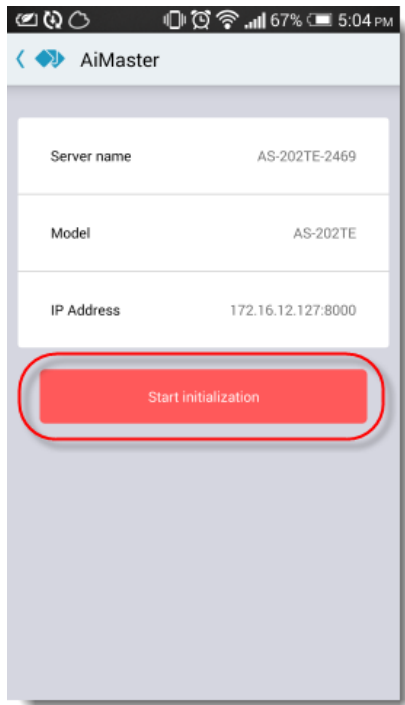 67% 5:04 PM
AiMaster
Server name AS-202TE-2469
Model AS-202TE
IP Address 172.16.12.127:8000
Start initialization